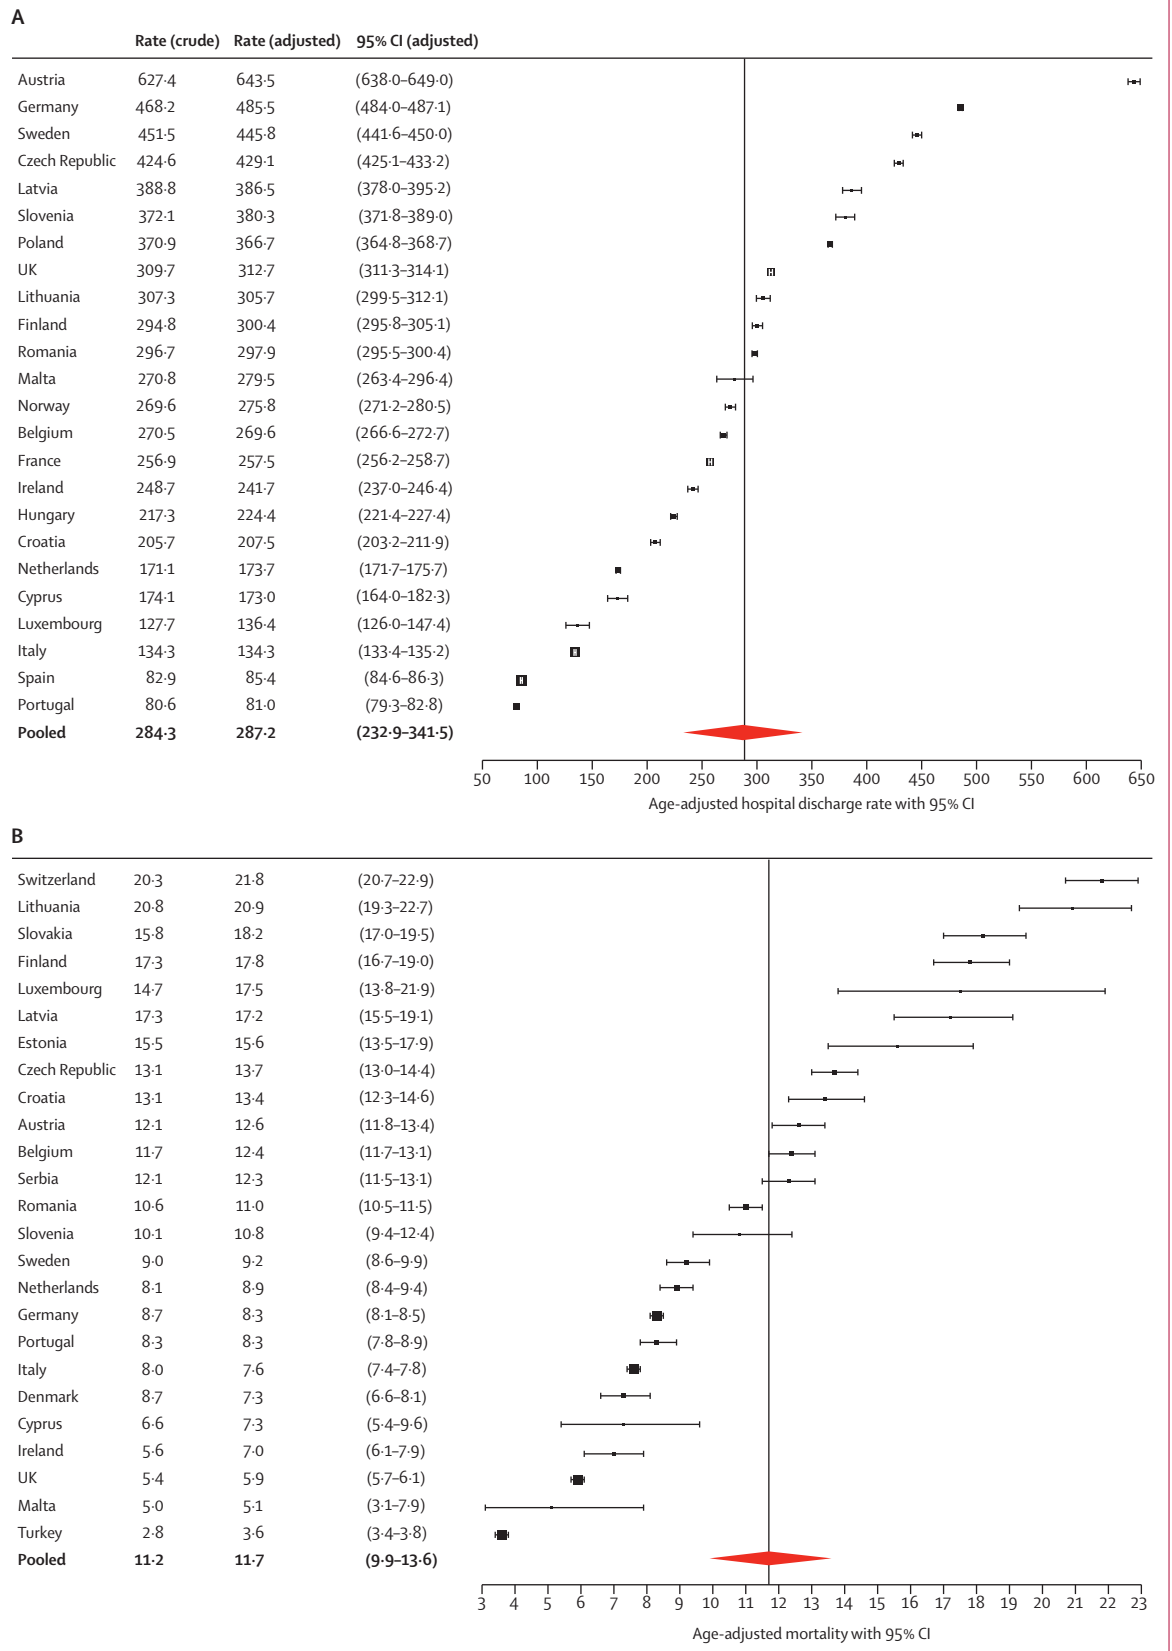 A
Rate (crude) Rate (adjusted) 95% CI (adjusted)
Austria 627·4 643·5 (638·0–649·0)
Germany 468·2 485·5 (484·0–487·1)
Sweden 451·5 445·8 (441·6–450·0)
Czech Republic 424·6 429·1 (425·1–433·2)
Latvia 388·8 386·5 (378·0–395·2)
Slovenia 372·1 380·3 (371·8–389·0)
Poland 370·9 366·7 (364·8–368·7)
UK 309·7 312·7 (311·3–314·1)
Lithuania 307·3 305·7 (299·5–312·1)
Finland 294·8 300·4 (295·8–305·1)
Romania 296·7 297·9 (295·5–300·4)
Malta 270·8 279·5 (263·4–296·4)
Norway 269·6 275·8 (271·2–280·5)
Belgium 270·5 269·6 (266·6–272·7)
France 256·9 257·5 (256·2–258·7)
Ireland 248·7 241·7 (237·0–246·4)
Hungary 217·3 224·4 (221·4–227·4)
Croatia 205·7 207·5 (203·2–211·9)
Netherlands 171·1 173·7 (171·7–175·7)
Cyprus 174·1 173·0 (164·0–182·3)
Luxembourg 127·7 136·4 (126·0–147·4)
Italy 134·3 134·3 (133·4–135·2)
Spain 82·9 85·4 (84·6–86·3)
Portugal 80·6 81·0 (79·3–82·8)
Pooled 284·3 287·2 (232·9–341·5)
50 100 150 200 250 300 350 400 450 500 550 600 650
Age-adjusted hospital discharge rate with 95% CI
B
Switzerland 20·3 21·8 (20·7–22·9)
Lithuania 20·8 20·9 (19·3–22·7)
Slovakia 15·8 18·2 (17·0–19·5)
Finland 17·3 17·8 (16·7–19·0)
Luxembourg 14·7 17·5 (13·8–21·9)
Latvia 17·3 17·2 (15·5–19·1)
Estonia 15·5 15·6 (13·5–17·9)
Czech Republic 13·1 13·7 (13·0–14·4)
Croatia 13·1 13·4 (12·3–14·6)
Austria 12·1 12·6 (11·8–13·4)
Belgium 11·7 12·4 (11·7–13·1)
Serbia 12·1 12·3 (11·5–13·1)
Romania 10·6 11·0 (10·5–11·5)
Slovenia 10·1 10·8 (9·4–12·4)
Sweden 9·0 9·2 (8·6–9·9)
Netherlands 8·1 8·9 (8·4–9·4)
Germany 8·7 8·3 (8·1–8·5)
Portugal 8·3 8·3 (7·8–8·9)
Italy 8·0 7·6 (7·4–7·8)
Denmark 8·7 7·3 (6·6–8·1)
Cyprus 6·6 7·3 (5·4–9·6)
Ireland 5·6 7·0 (6·1–7·9)
UK 5·4 5·9 (5·7–6·1)
Malta 5·0 5·1 (3·1–7·9)
Turkey 2·8 3·6 (3·4–3·8)
Pooled 11·2 11·7 (9·9–13·6)
3 4 5 6 7 8 9 10 11 12 13 14 15 16 17 18 19 20 21 22 23
Age-adjusted mortality with 95% CI